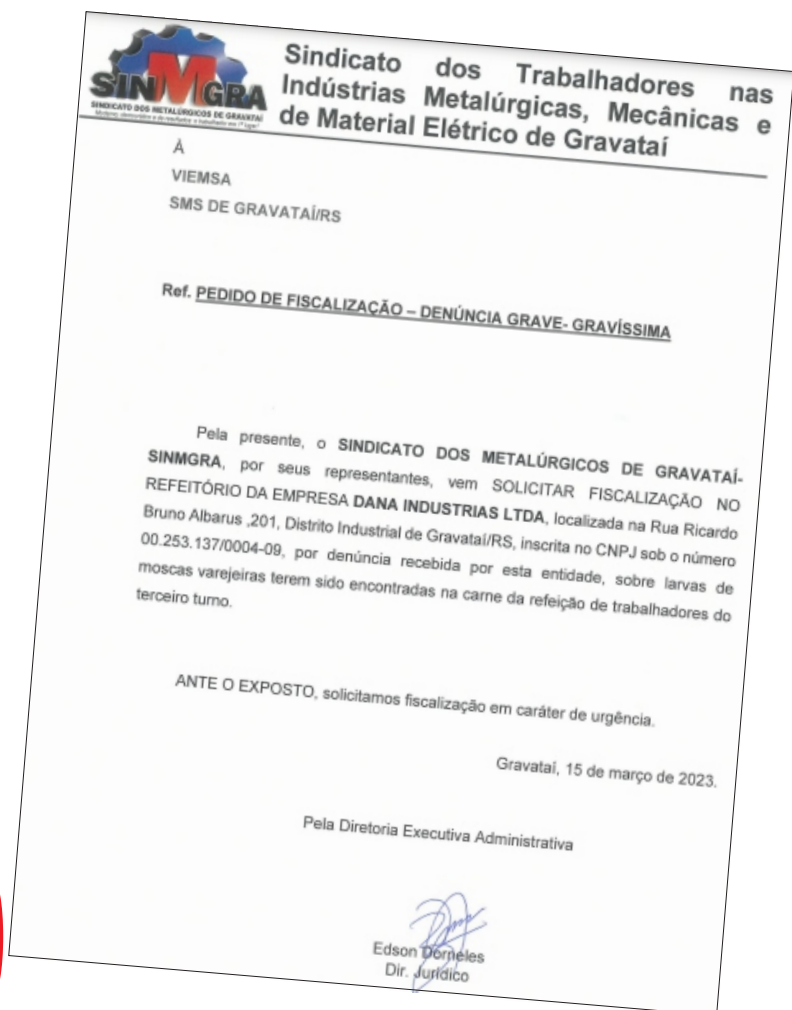 SINMGRA
SINDICATO DOS METALÚRGICOS DE GRAVATAÍ
Sindicato dos Trabalhadores nas
Indústrias Metalúrgicas, Mecânicas e
de Material Elétrico de Gravataí
À
VIEMSA
SMS DE GRAVATAÍ/RS
Ref. PEDIDO DE FISCALIZAÇÃO – DENÚNCIA GRAVE- GRAVÍSSIMA
Pela presente, o SINDICATO DOS METALÚRGICOS DE GRAVATAÍ-
SINMGRA, por seus representantes, vem SOLICITAR FISCALIZAÇÃO NO
REFEITÓRIO DA EMPRESA DANA INDUSTRIAS LTDA, localizada na Rua Ricardo
Bruno Albarus ,201, Distrito Industrial de Gravataí/RS, inscrita no CNPJ sob o número
00.253.137/0004-09, por denúncia recebida por esta entidade, sobre larvas de
moscas varejeiras terem sido encontradas na carne da refeição de trabalhadores do
terceiro turno.
ANTE O EXPOSTO, solicitamos fiscalização em caráter de urgência.
Gravataí, 15 de março de 2023.
Pela Diretoria Executiva Administrativa
Edson Dorneles
Dir. Jurídico